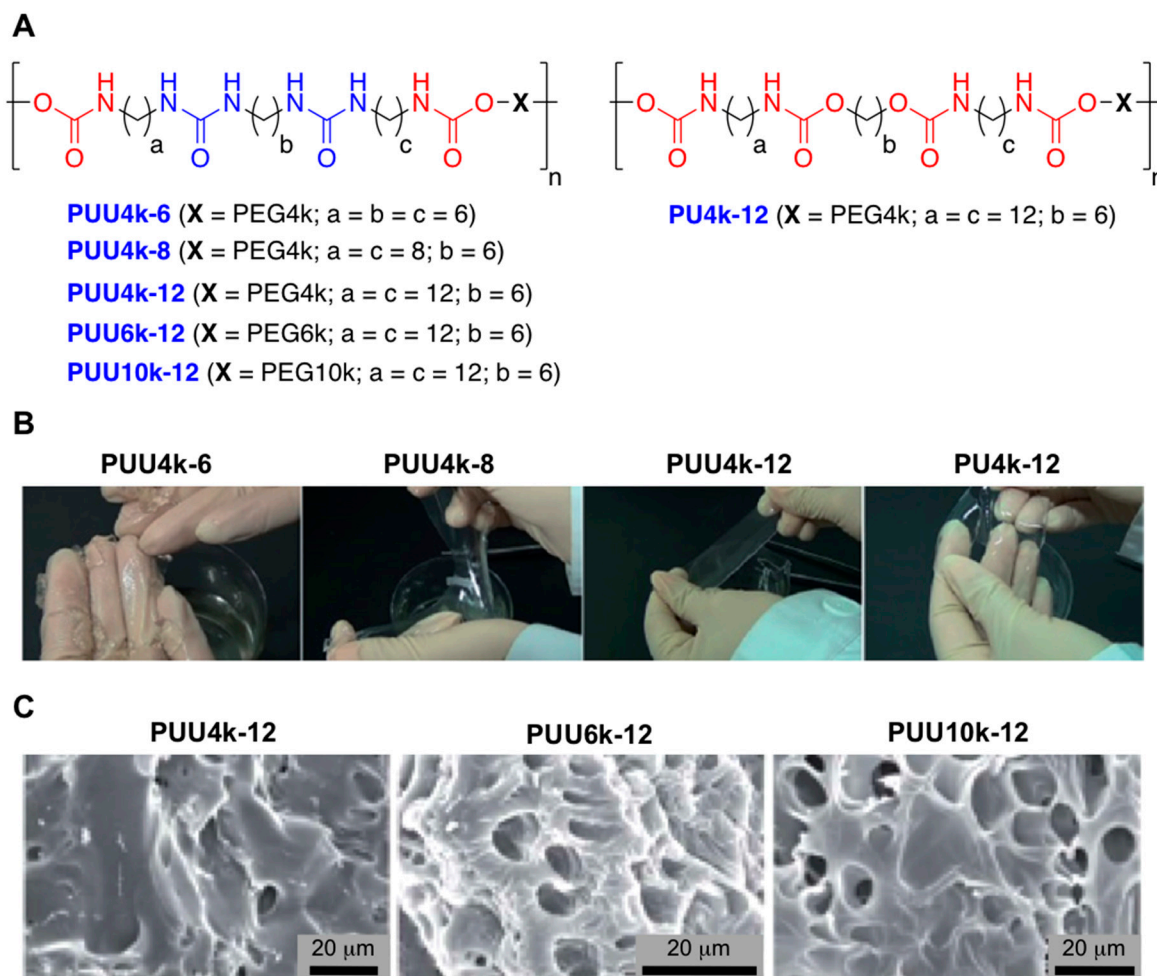 A
O N H a N H O N H b N H O N H c N H O O X n
O N H a N H O O b O O N H c N H O O X n
PUU4k-6 (X = PEG4k; a = b = c = 6)
PU4k-12 (X = PEG4k; a = c = 12; b = 6)
PUU4k-8 (X = PEG4k; a = c = 8; b = 6)
PUU4k-12 (X = PEG4k; a = c = 12; b = 6)
PUU6k-12 (X = PEG6k; a = c = 12; b = 6)
PUU10k-12 (X = PEG10k; a = c = 12; b = 6)
B
PUU4k-6 PUU4k-8 PUU4k-12 PU4k-12
C
PUU4k-12 PUU6k-12 PUU10k-12
20 μm 20 μm 20 μm